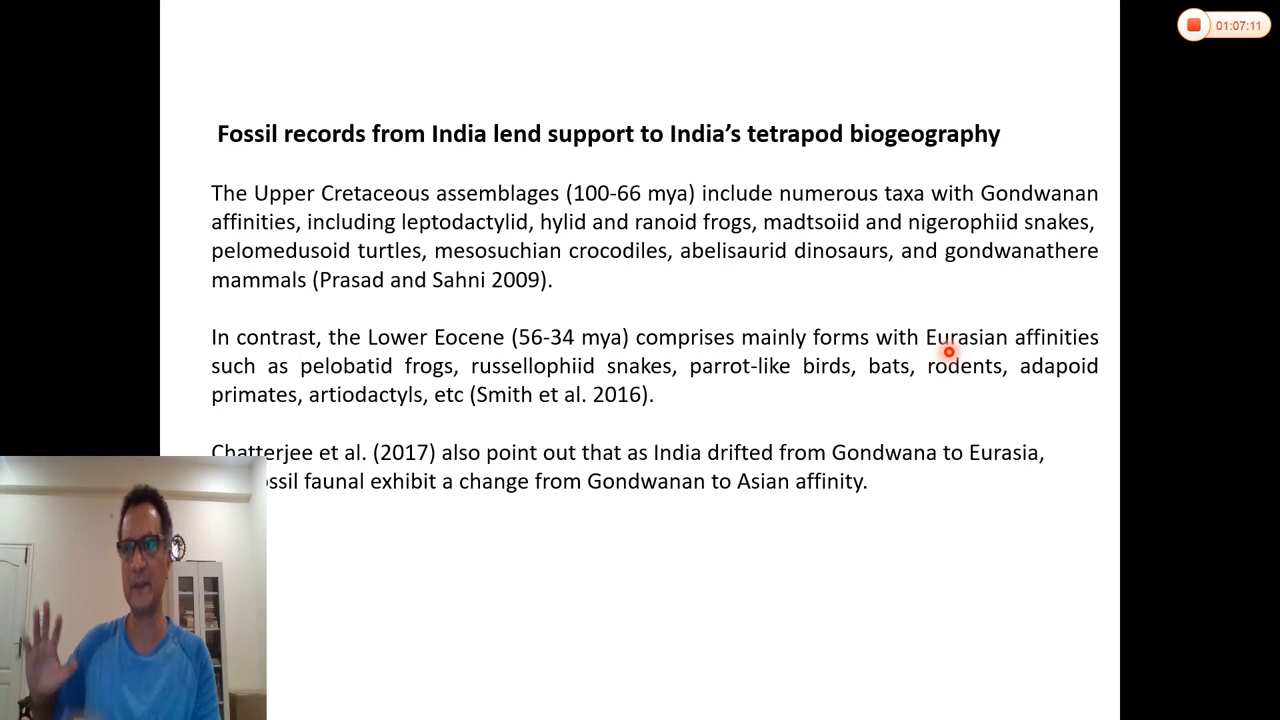 01:07:11
Fossil records from India lend support to India's tetrapod biogeography
The Upper Cretaceous assemblages (100-66 mya) include numerous taxa with Gondwanan
affinities, including leptodactylid, hylid and ranoid frogs, madtsoiid and nigerophiid snakes,
pelomedusoid turtles, mesosuchian crocodiles, abelisaurid dinosaurs, and gondwanathere
mammals (Prasad and Sahni 2009).
In contrast, the Lower Eocene (56-34 mya) comprises mainly forms with Eurasian affinities
such as pelobatid frogs, russellophiid snakes, parrot-like birds, bats, rodents, adapoid
primates, artiodactyls, etc (Smith et al. 2016).
Chatterjee et al. (2017) also point out that as India drifted from Gondwana to Eurasia,
faunal exhibit a change from Gondwanan to Asian affinity.